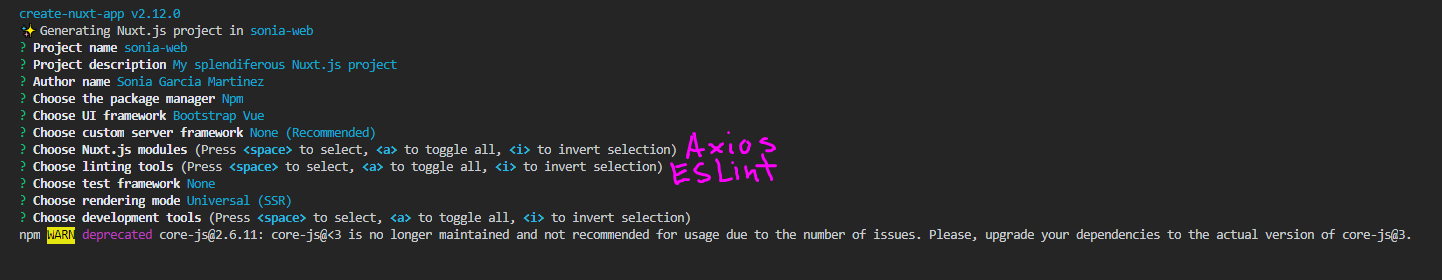 create-nuxt-app v2.12.0
✨ Generating Nuxt.js project in sonia-web
? Project name sonia-web
? Project description My splendiferous Nuxt.js project
? Author name Sonia Garcia Martinez
? Choose the package manager Npm
? Choose UI framework Bootstrap Vue
? Choose custom server framework None (Recommended)
? Choose Nuxt.js modules (Press <space> to select, <a> to toggle all, <i> to invert selection) Axios
? Choose linting tools (Press <space> to select, <a> to toggle all, <i> to invert selection) ESLint
? Choose test framework None
? Choose rendering mode Universal (SSR)
? Choose development tools (Press <space> to select, <a> to toggle all, <i> to invert selection)
npm WARN deprecated core-js@2.6.11: core-js@<3 is no longer maintained and not recommended for usage due to the number of issues. Please, upgrade your dependencies to the actual version of core-js@3.